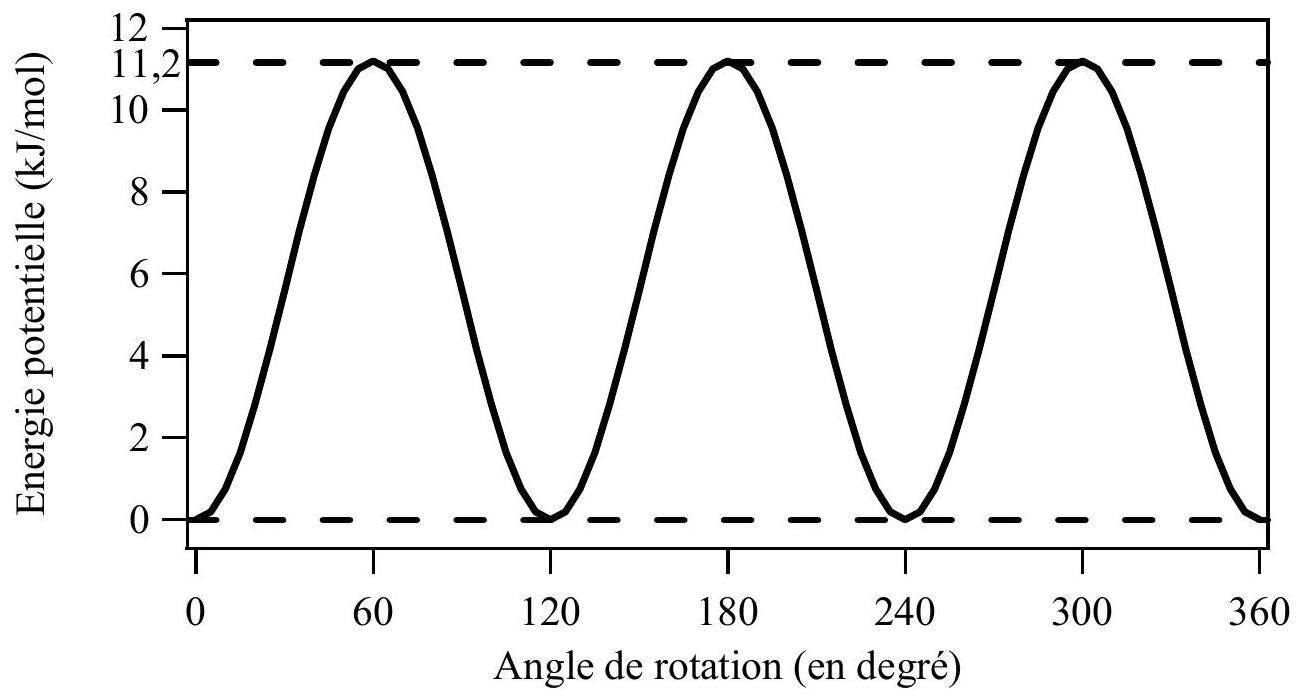 Energie potentielle (kJ/mol)
12
11,2
10
8
6
4
2
0
0 60 120 180 240 300 360
Angle de rotation (en degré)